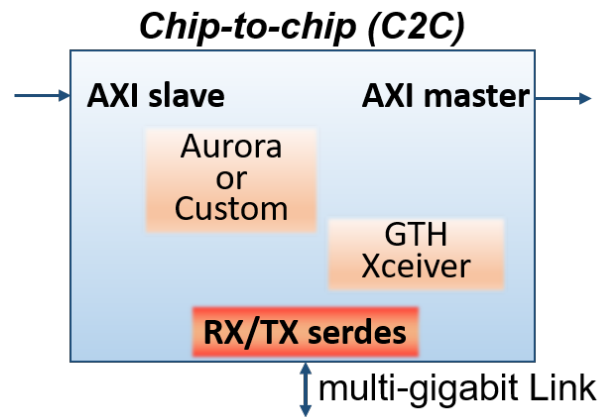 Chip-to-chip (C2C)
AXI slave
AXI master
Aurora
or
Custom
GTH
Xceiver
RX/TX serdes
multi-gigabit Link